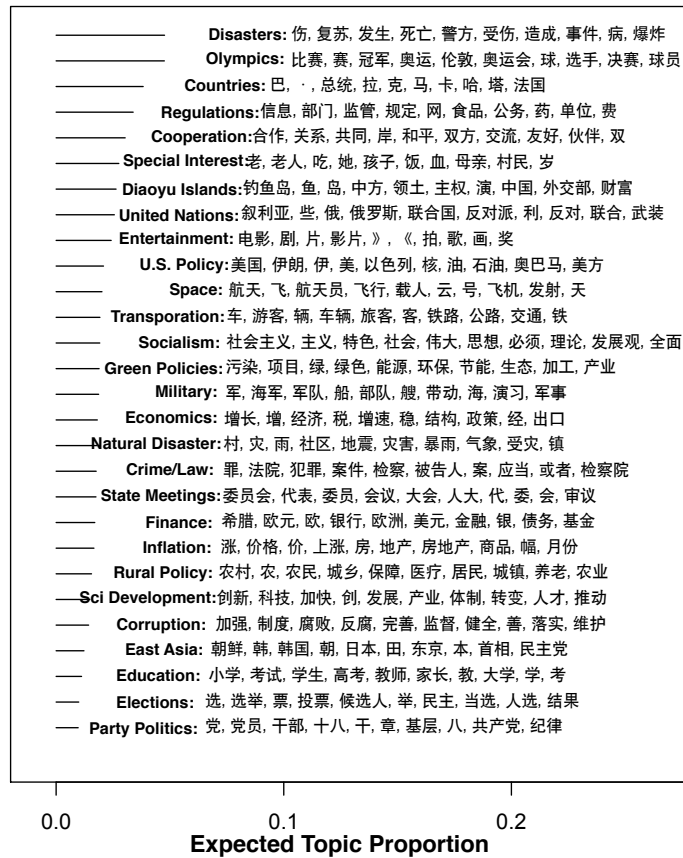 Disasters: 伤, 复苏, 发生, 死亡, 警方, 受伤, 造成, 事件, 病, 爆炸
Olympics: 比赛, 赛, 冠军, 奥运, 伦敦, 奥运会, 球, 选手, 决赛, 球员
Countries: 巴, ·, 总统, 拉, 克, 马, 卡, 哈, 塔, 法国
Regulations:信息, 部门, 监管, 规定, 网, 食品, 公务, 药, 单位, 费
Cooperation:合作, 关系, 共同, 岸, 和平, 双方, 交流, 友好, 伙伴, 双
Special Interest:老, 老人, 吃, 她, 孩子, 饭, 血, 母亲, 村民, 岁
Diaoyu Islands:钓鱼岛, 鱼, 岛, 中方, 领土, 主权, 演, 中国, 外交部, 财富
United Nations:叙利亚, 些, 俄, 俄罗斯, 联合国, 反对派, 利, 反对, 联合, 武装
Entertainment: 电影, 剧, 片, 影片, 》, 《, 拍, 歌, 画, 奖
U.S. Policy:美国, 伊朗, 伊, 美, 以色列, 核, 油, 石油, 奥巴马, 美方
Space: 航天, 飞, 航天员, 飞行, 载人, 云, 号, 飞机, 发射, 天
Transporation: 车, 游客, 辆, 车辆, 旅客, 客, 铁路, 公路, 交通, 铁
Socialism: 社会主义, 主义, 特色, 社会, 伟大, 思想, 必须, 理论, 发展观, 全面
Green Policies:污染, 项目, 绿, 绿色, 能源, 环保, 节能, 生态, 加工, 产业
Military: 军, 海军, 军队, 船, 部队, 艘, 带动, 海, 演习, 军事
Economics: 增长, 增, 经济, 税, 增速, 稳, 结构, 政策, 经, 出口
Natural Disaster: 村, 灾, 雨, 社区, 地震, 灾害, 暴雨, 气象, 受灾, 镇
Crime/Law: 罪, 法院, 犯罪, 案件, 检察, 被告人, 案, 应当, 或者, 检察院
State Meetings:委员会, 代表, 委员, 会议, 大会, 人大, 代, 委, 会, 审议
Finance: 希腊, 欧元, 欧, 银行, 欧洲, 美元, 金融, 银, 债务, 基金
Inflation: 涨, 价格, 价, 上涨, 房, 地产, 房地产, 商品, 幅, 月份
Rural Policy: 农村, 农, 农民, 城乡, 保障, 医疗, 居民, 城镇, 养老, 农业
Sci Development:创新, 科技, 加快, 创, 发展, 产业, 体制, 转变, 人才, 推动
Corruption: 加强, 制度, 腐败, 反腐, 完善, 监督, 健全, 善, 落实, 维护
East Asia: 朝鲜, 韩, 韩国, 朝, 日本, 田, 东京, 本, 首相, 民主党
Education: 小学, 考试, 学生, 高考, 教师, 家长, 教, 大学, 学, 考
Elections: 选, 选举, 票, 投票, 候选人, 举, 民主, 当选, 人选, 结果
Party Politics: 党, 党员, 干部, 十八, 干, 章, 基层, 八, 共产党, 纪律
0.0 0.1 0.2
Expected Topic Proportion